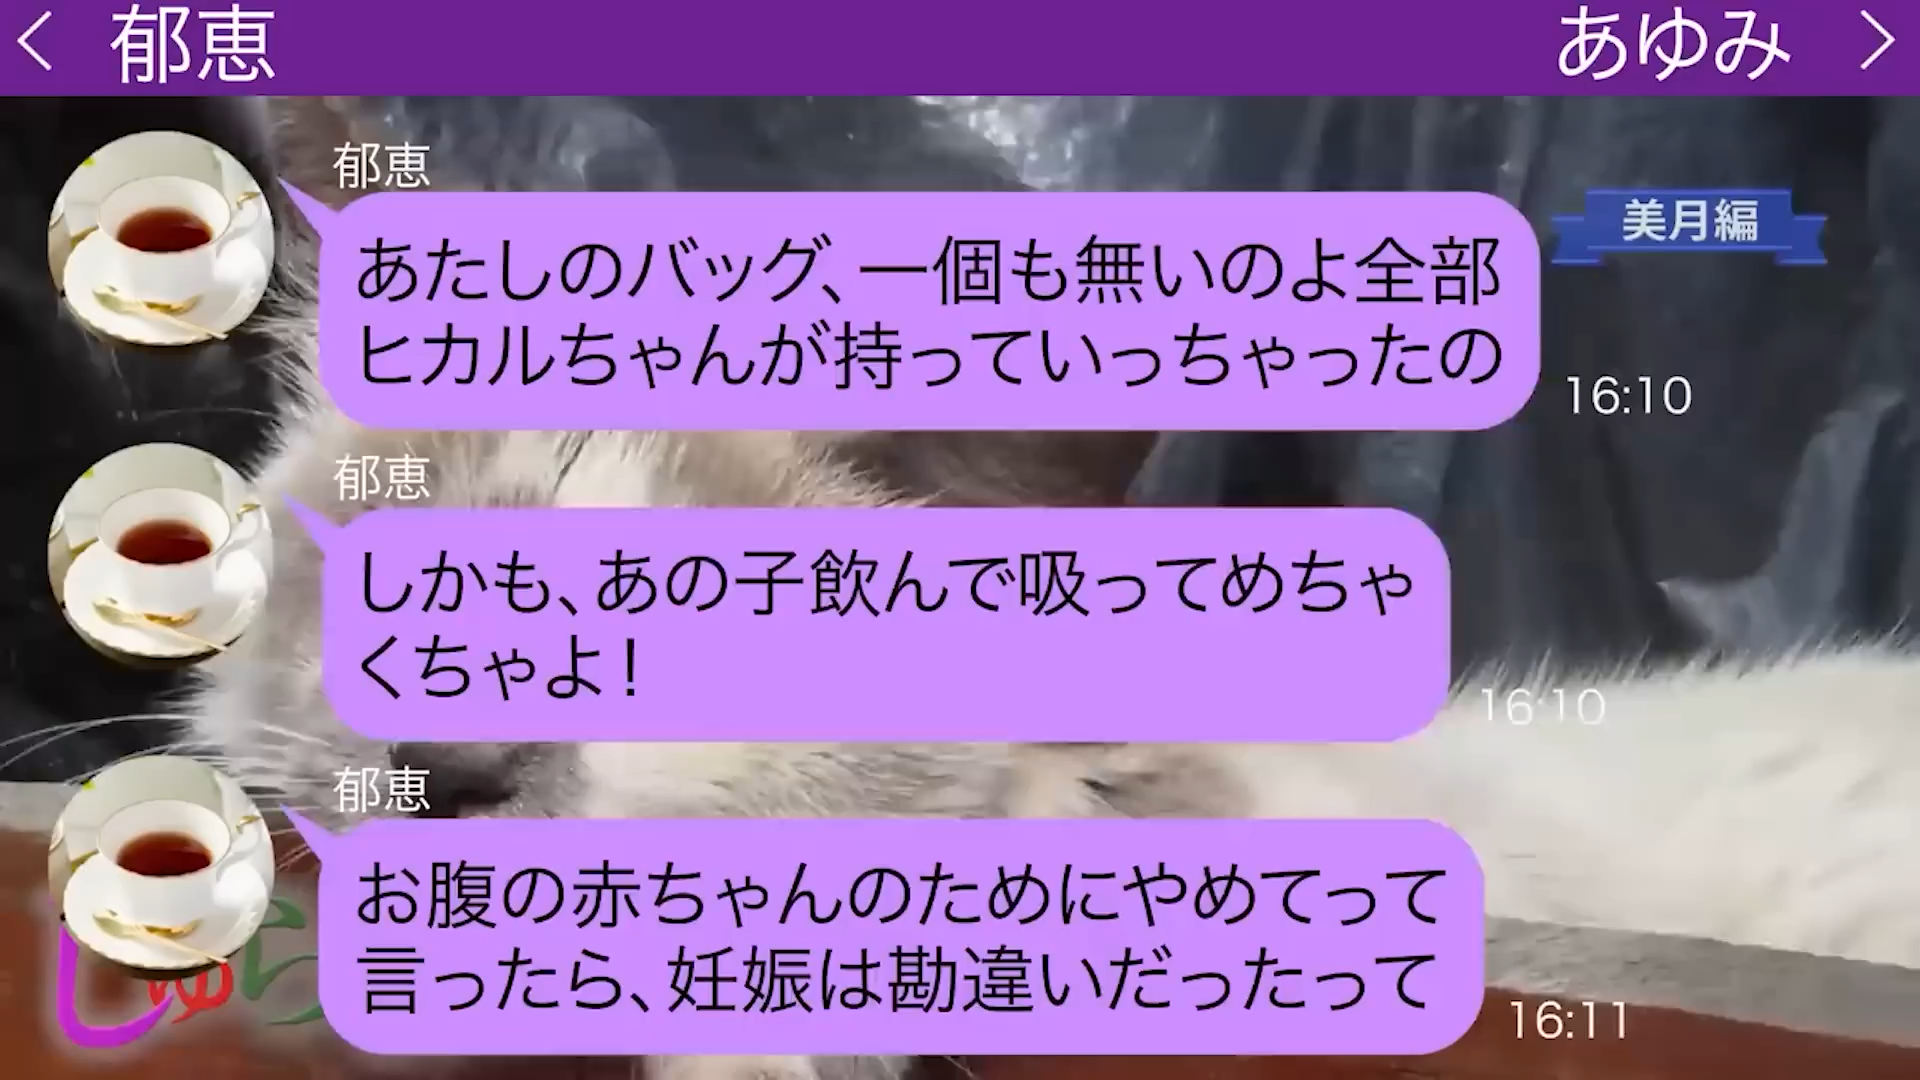 郁恵
あゆみ
郁恵
美月編
あたしのバッグ、一個も無いのよ全部
ヒカルちゃんが持っていっちゃったの
16:10
郁恵
しかも、あの子飲んで吸ってめちゃ
くちゃよ!
16:10
郁恵
お腹の赤ちゃんのためにやめてって
言ったら、妊娠は勘違いだったって
16:11
しゅら